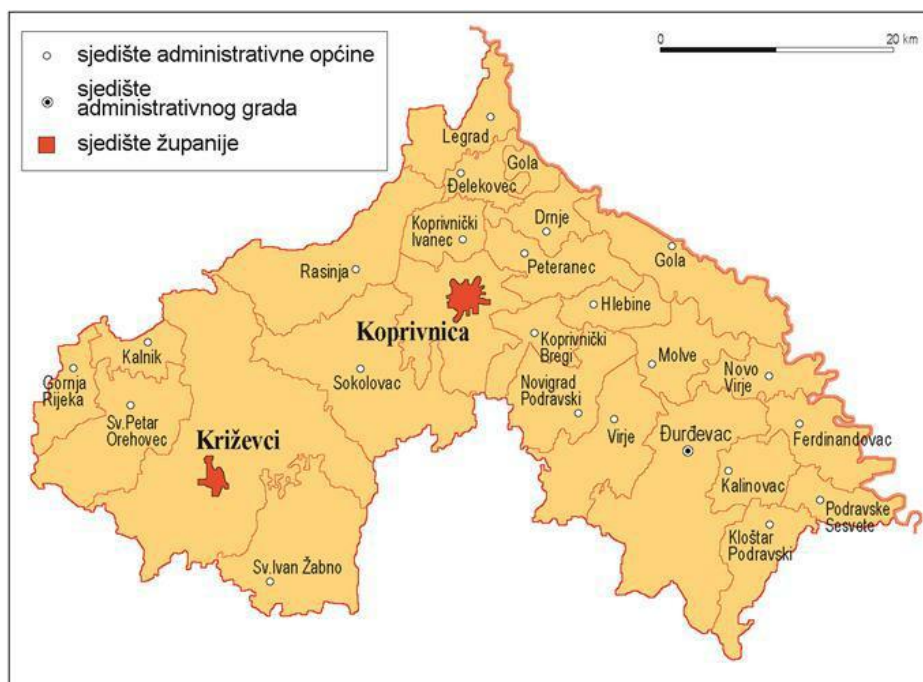 sjedište administrativne općine
sjedište
administrativnog grada
sjedište županije
0
20 km
Legrad
Gola
Đelekovec
Drnje
Koprivnički
Ivanec
Gola
Rasinja
Peteranec
Hlebine
Koprivnica
Koprivnički
Bregi
Kalnik
Molve
Gornja
Rijeka
Sokolovac
Novigrad
Podravski
Novo
Virje
Sv.Petar
Orehovec
Križevci
Virje
Đurđevac
Ferdinandovac
Kalinovac
Podravske
Sesvete
Kloštar
Podravski
Sv.Ivan Žabno